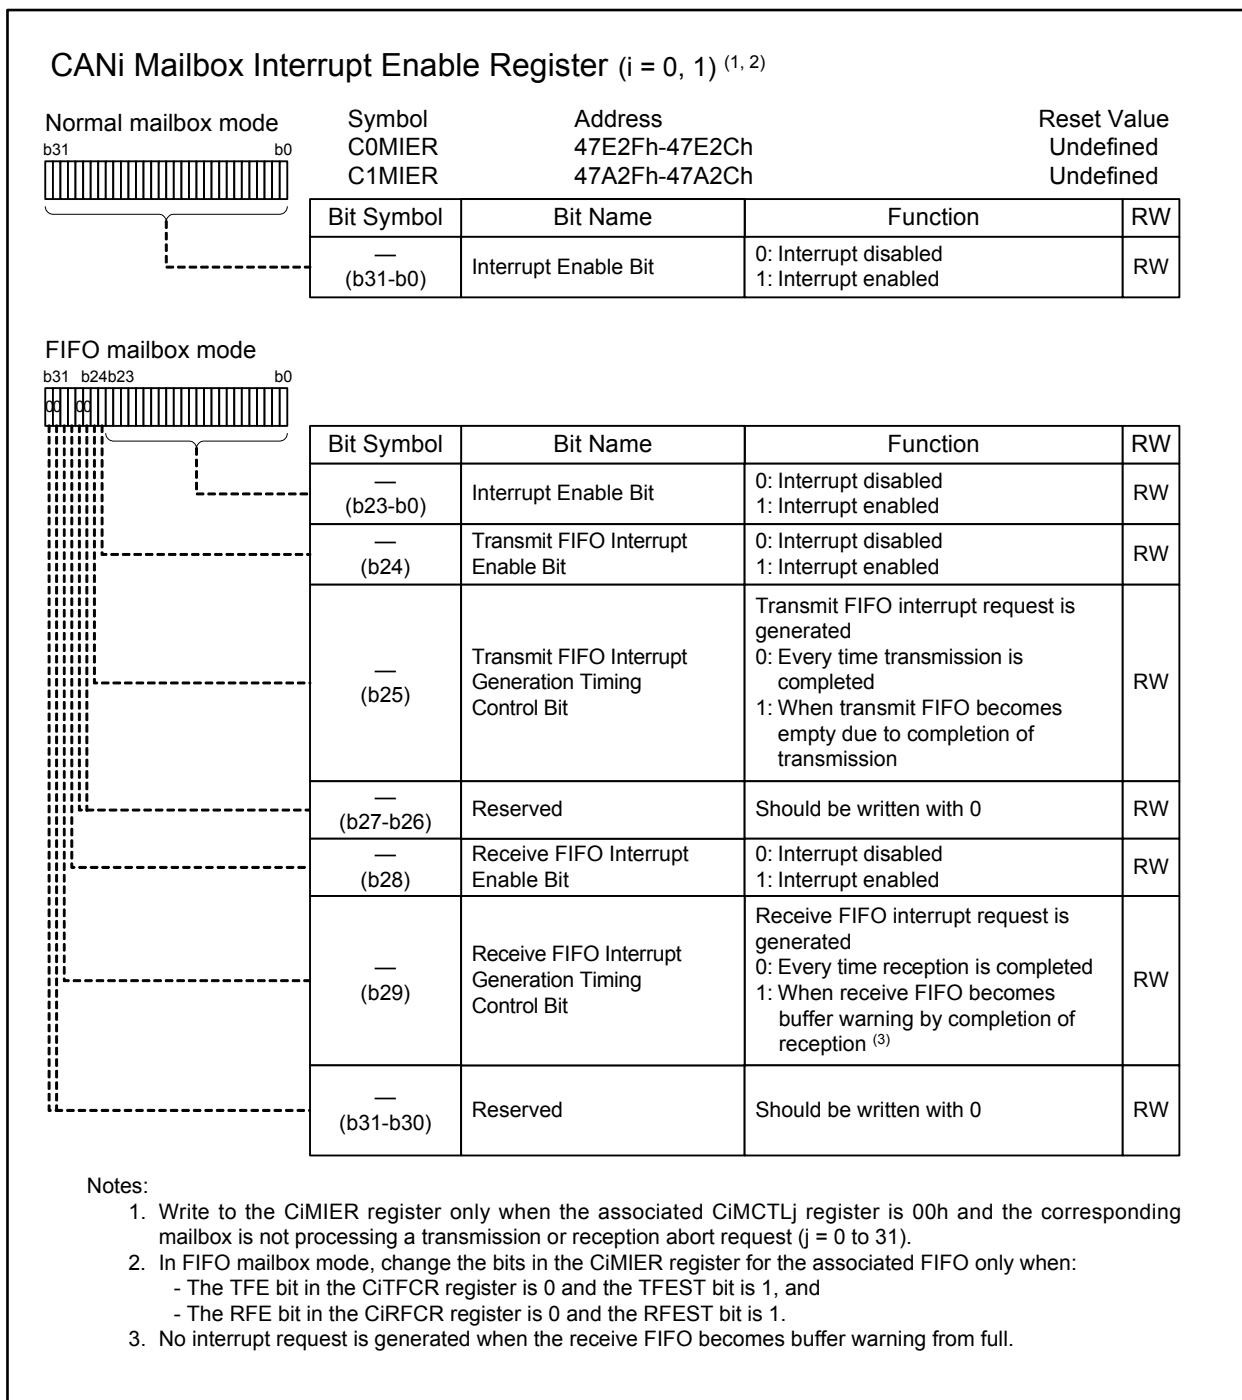 CANi Mailbox Interrupt Enable Register (i = 0, 1) (1, 2)
Normal mailbox mode
b31 b0
Symbol Address Reset Value
C0MIER 47E2Fh-47E2Ch Undefined
C1MIER 47A2Fh-47A2Ch Undefined
Bit Symbol Bit Name Function RW
—
(b31-b0)
Interrupt Enable Bit
0: Interrupt disabled
1: Interrupt enabled
RW
FIFO mailbox mode
b31 b24b23 b0
00 00
Bit Symbol Bit Name Function RW
—
(b23-b0)
Interrupt Enable Bit
0: Interrupt disabled
1: Interrupt enabled
RW
—
(b24)
Transmit FIFO Interrupt
Enable Bit
0: Interrupt disabled
1: Interrupt enabled
RW
—
(b25)
Transmit FIFO Interrupt
Generation Timing
Control Bit
Transmit FIFO interrupt request is
generated
0: Every time transmission is
completed
1: When transmit FIFO becomes
empty due to completion of
transmission
RW
—
(b27-b26)
Reserved
Should be written with 0
RW
—
(b28)
Receive FIFO Interrupt
Enable Bit
0: Interrupt disabled
1: Interrupt enabled
RW
—
(b29)
Receive FIFO Interrupt
Generation Timing
Control Bit
Receive FIFO interrupt request is
generated
0: Every time reception is completed
1: When receive FIFO becomes
buffer warning by completion of
reception (3)
RW
—
(b31-b30)
Reserved
Should be written with 0
RW
Notes:
1. Write to the CiMIER register only when the associated CiMCTLj register is 00h and the corresponding
mailbox is not processing a transmission or reception abort request (j = 0 to 31).
2. In FIFO mailbox mode, change the bits in the CiMIER register for the associated FIFO only when:
- The TFE bit in the CiTFCR register is 0 and the TFEST bit is 1, and
- The RFE bit in the CiRFCR register is 0 and the RFEST bit is 1.
3. No interrupt request is generated when the receive FIFO becomes buffer warning from full.